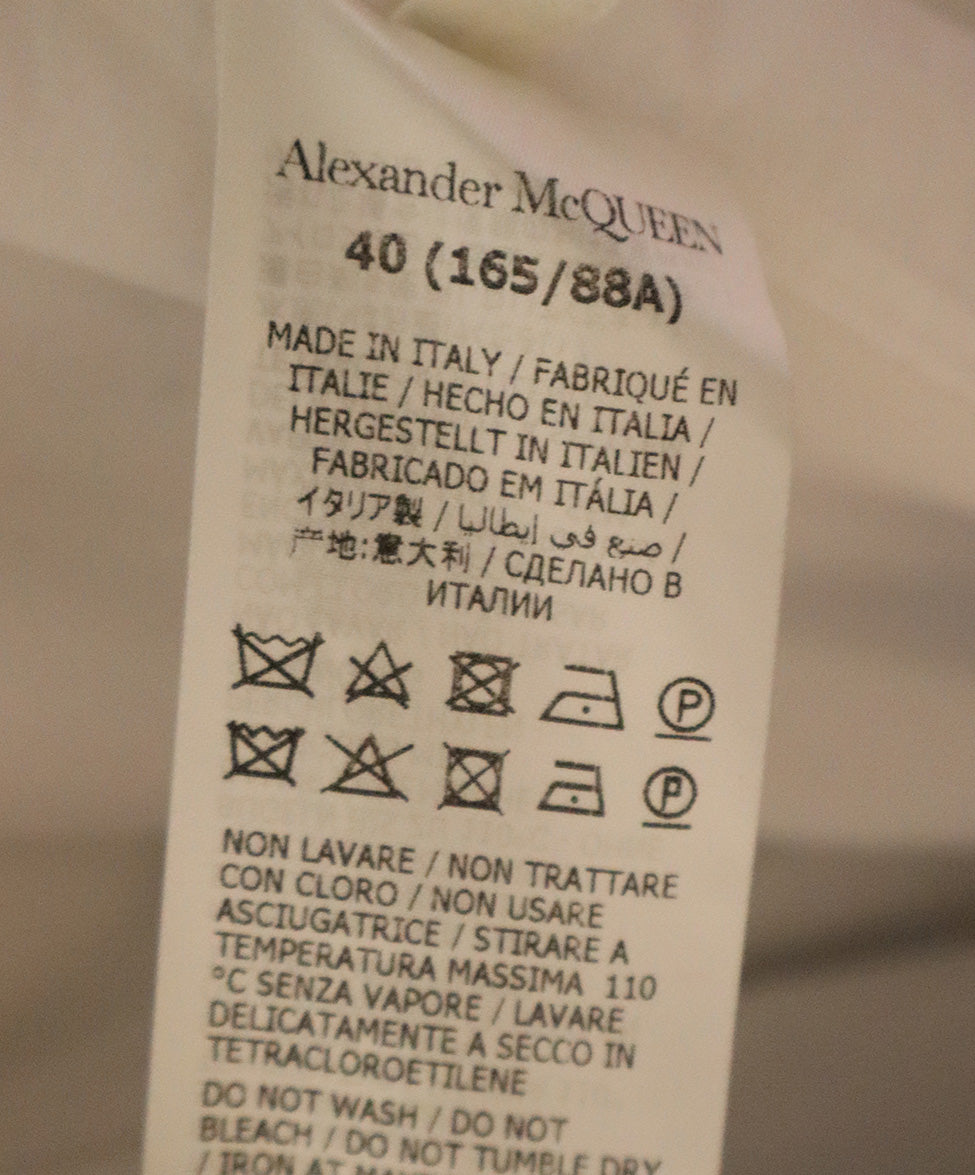 Alexander McQUEEN
40 (165/88A)
MADE IN ITALY / FABRIQUÉ EN
ITALIE / HECHO EN ITALIA /
HERGESTELLT IN ITALIEN /
FABRICADO EM ITÁLIA /
イタリア製 / صنع في إيطاليا /
产地:意大利 / СДЕЛАНО В
ИТАЛИИ
P
P
NON LAVARE / NON TRATTARE
CON CLORO / NON USARE
ASCIUGATRICE / STIRARE A
TEMPERATURA MASSIMA 110
°C SENZA VAPORE / LAVARE
DELICATAMENTE A SECCO IN
TETRACLOROETILENE
DO NOT WASH / DO NOT
BLEACH / DO NOT TUMBLE DRY
/ IRON AT